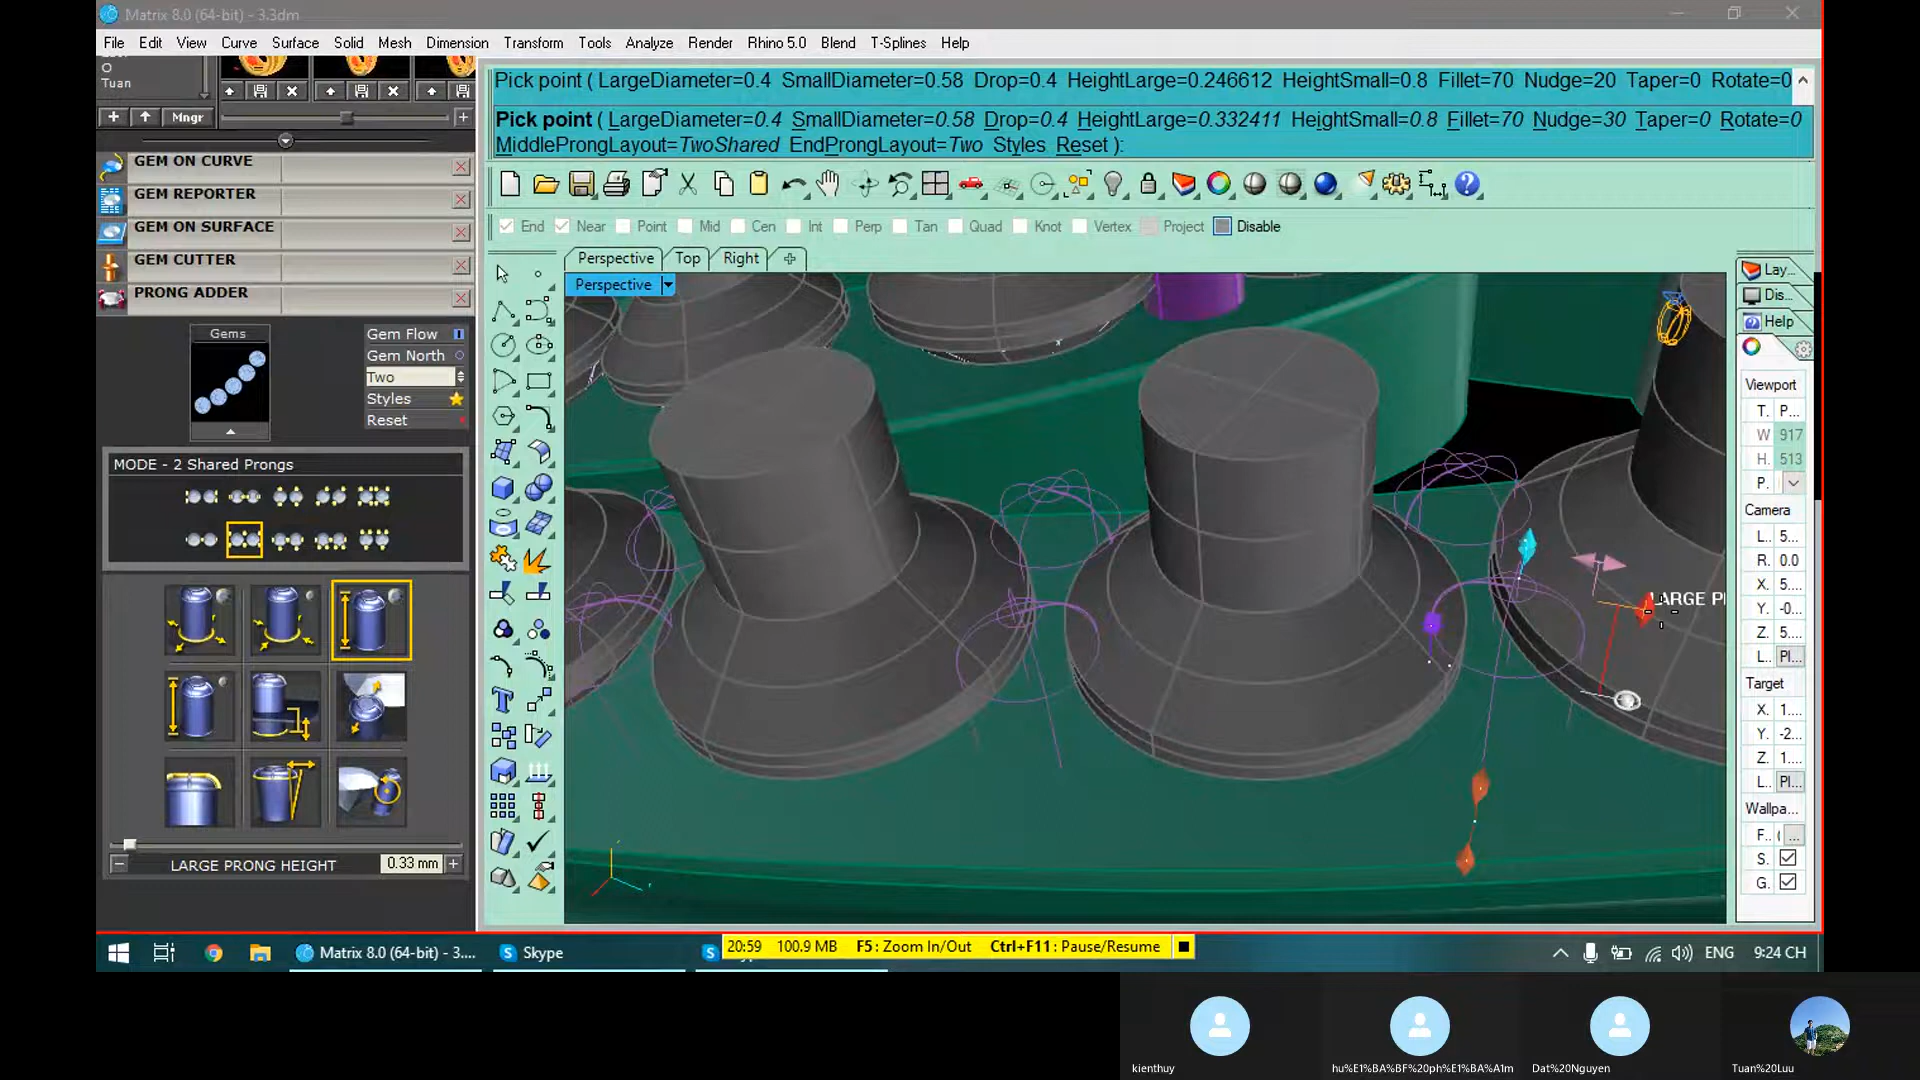 Matrix 8.0 (64-bit) - 3.3dm
File Edit View Curve Surface Solid Mesh Dimension Transform Tools Analyze Render Rhino 5.0 Blend T-Splines Help
O
Tuan
Mngr
GEM ON CURVE
GEM REPORTER
GEM ON SURFACE
GEM CUTTER
PRONG ADDER
Gems
Gem Flow
Gem North
Two
Styles
Reset
MODE - 2 Shared Prongs
LARGE PRONG HEIGHT 0.33 mm
Pick point ( LargeDiameter=0.4 SmallDiameter=0.58 Drop=0.4 HeightLarge=0.246612 HeightSmall=0.8 Fillet=70 Nudge=20 Taper=0 Rotate=0
Pick point ( LargeDiameter=0.4 SmallDiameter=0.58 Drop=0.4 HeightLarge=0.332411 HeightSmall=0.8 Fillet=70 Nudge=30 Taper=0 Rotate=0
MiddleProngLayout=TwoShared EndProngLayout=Two Styles Reset ):
End Near Point Mid Cen Int Perp Tan Quad Knot Vertex Project Disable
Perspective Top Right
Perspective
LARGE P
Lay...
Dis...
Help
Viewport
T. P...
W 917
H. 513
P.
Camera
L.. 5...
R. 0.0
X. 5....
Y. -0...
Z. 5....
L.. Pl...
Target
X. 1....
Y. -2...
Z. 1....
L.. Pl...
Wallpa...
F.. ( ...
S.
G.
Matrix 8.0 (64-bit) - 3....
Skype
20:59 100.9 MB F5 : Zoom In/Out Ctrl+F11 : Pause/Resume
ENG 9:24 CH
kienthuy
hu%E1%BA%BF%20ph%E1%BA%A1m
Dat%20Nguyen
Tuan%20Luu